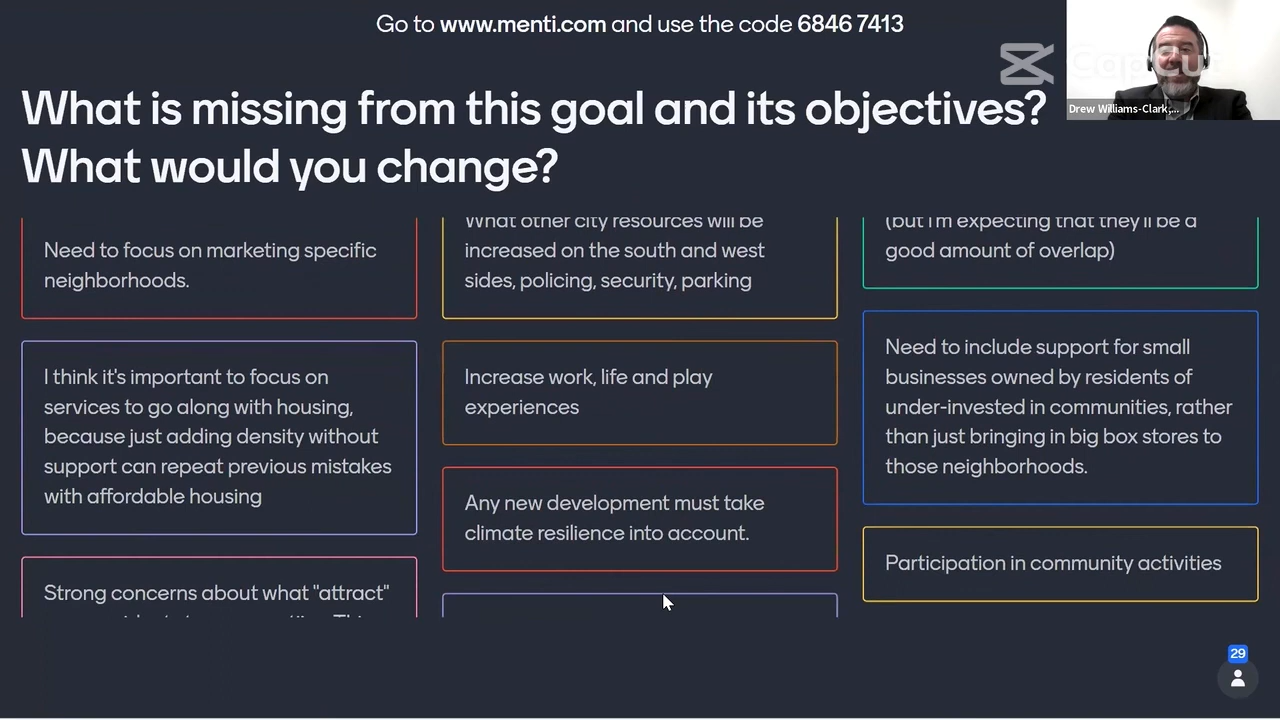 Go to www.menti.com and use the code 6846 7413
CapCut
Drew Williams-Clark,...
What is missing from this goal and its objectives?
What would you change?
Need to focus on marketing specific
neighborhoods.
I think it's important to focus on
services to go along with housing,
because just adding density without
support can repeat previous mistakes
with affordable housing
Strong concerns about what "attract"
What other city resources will be
increased on the south and west
sides, policing, security, parking
Increase work, life and play
experiences
Any new development must take
climate resilience into account.
(but I'm expecting that they'll be a
good amount of overlap)
Need to include support for small
businesses owned by residents of
under-invested in communities, rather
than just bringing in big box stores to
those neighborhoods.
Participation in community activities
29